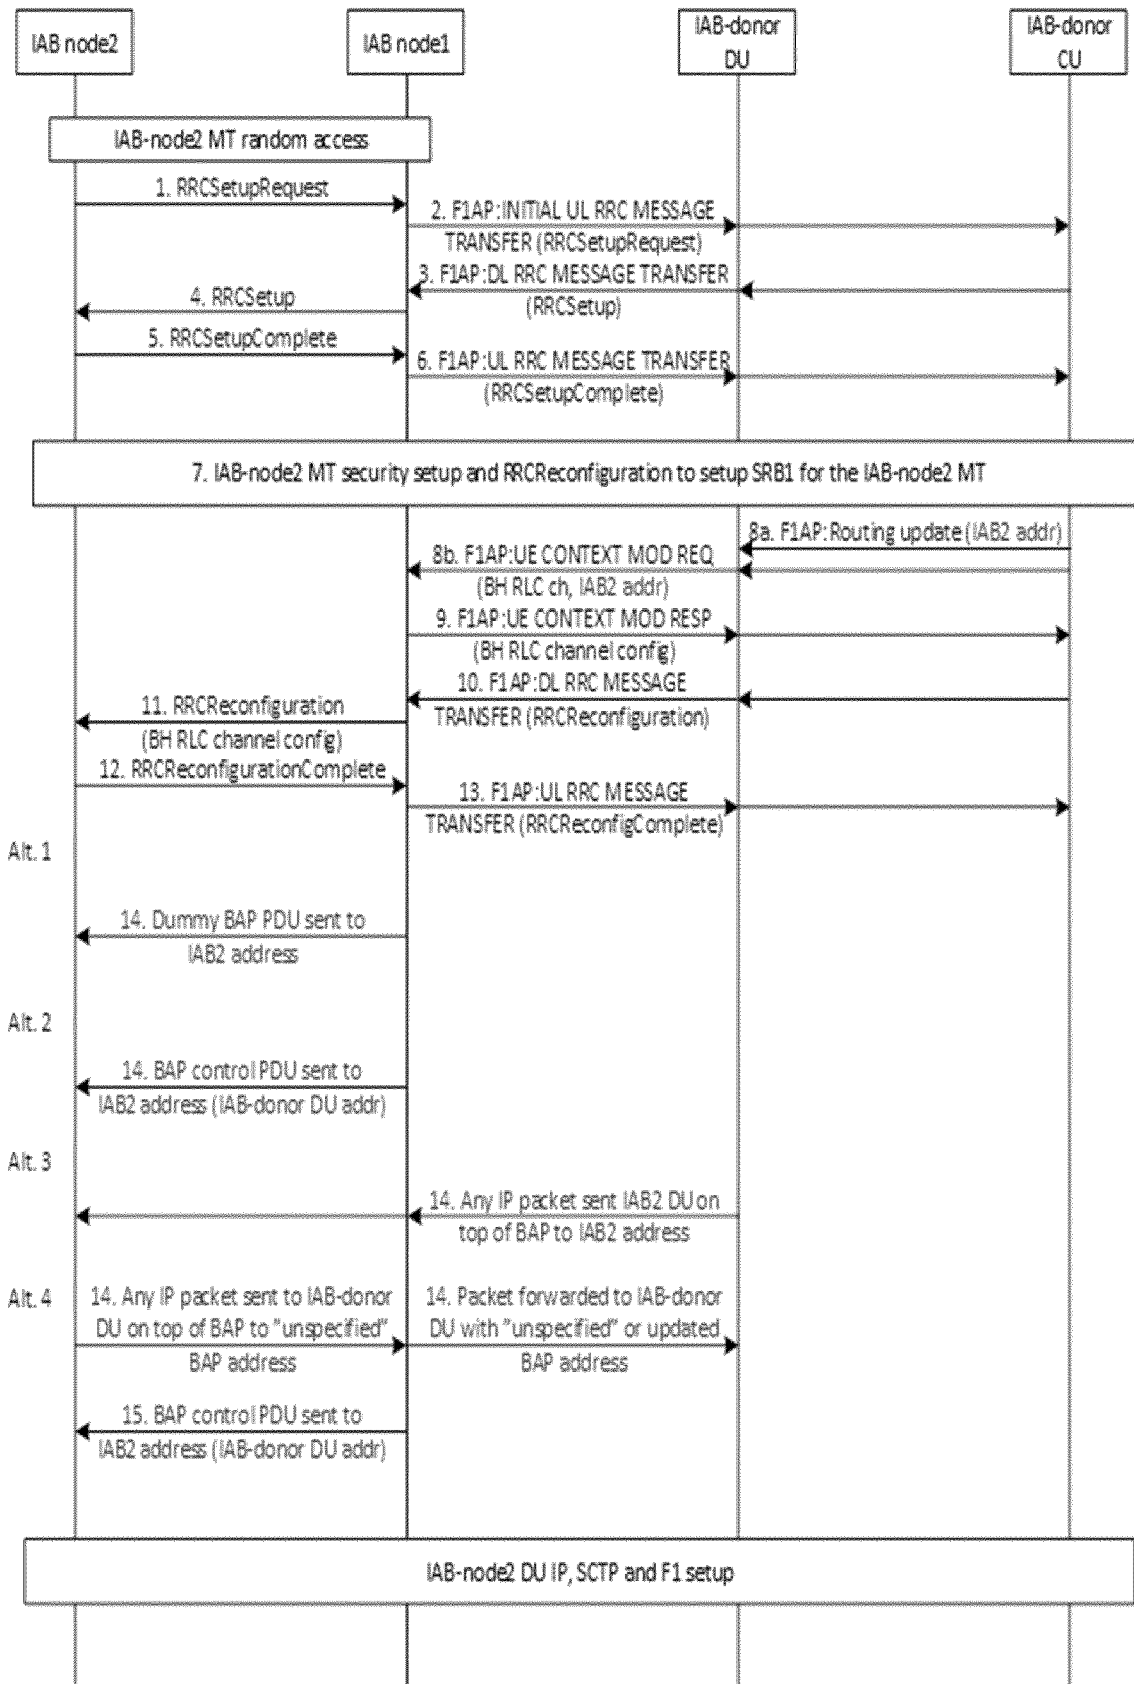 IAB node2
IAB node1
IAB-donor
DU
IAB-donor
CU
IAB-node2 MT random access
1. RRCSetupRequest
2. F1AP:INITIAL UL RRC MESSAGE
TRANSFER (RRCSetupRequest)
3. F1AP:DL RRC MESSAGE TRANSFER
(RRCSetup)
4. RRCSetup
5. RRCSetupComplete
6. F1AP:UL RRC MESSAGE TRANSFER
(RRCSetupComplete)
7. IAB-node2 MT security setup and RRCReconfiguration to setup SRB1 for the IAB-node2 MT
8a. F1AP:Routing update (IAB2 addr)
8b. F1AP:UE CONTEXT MOD REQ
(BH RLC ch, IAB2 addr)
9. F1AP:UE CONTEXT MOD RESP
(BH RLC channel config)
10. F1AP:DL RRC MESSAGE
TRANSFER (RRCReconfiguration)
11. RRCReconfiguration
(BH RLC channel config)
12. RRCReconfigurationComplete
13. F1AP:UL RRC MESSAGE
TRANSFER (RRCReconfigComplete)
Alt. 1
14. Dummy BAP PDU sent to
IAB2 address
Alt. 2
14. BAP control PDU sent to
IAB2 address (IAB-donor DU addr)
Alt. 3
14. Any IP packet sent IAB2 DU on
top of BAP to IAB2 address
Alt. 4
14. Any IP packet sent to IAB-donor
DU on top of BAP to "unspecified"
BAP address
14. Packet forwarded to IAB-donor
DU with "unspecified" or updated
BAP address
15. BAP control PDU sent to
IAB2 address (IAB-donor DU addr)
IAB-node2 DU IP, SCTP and F1 setup